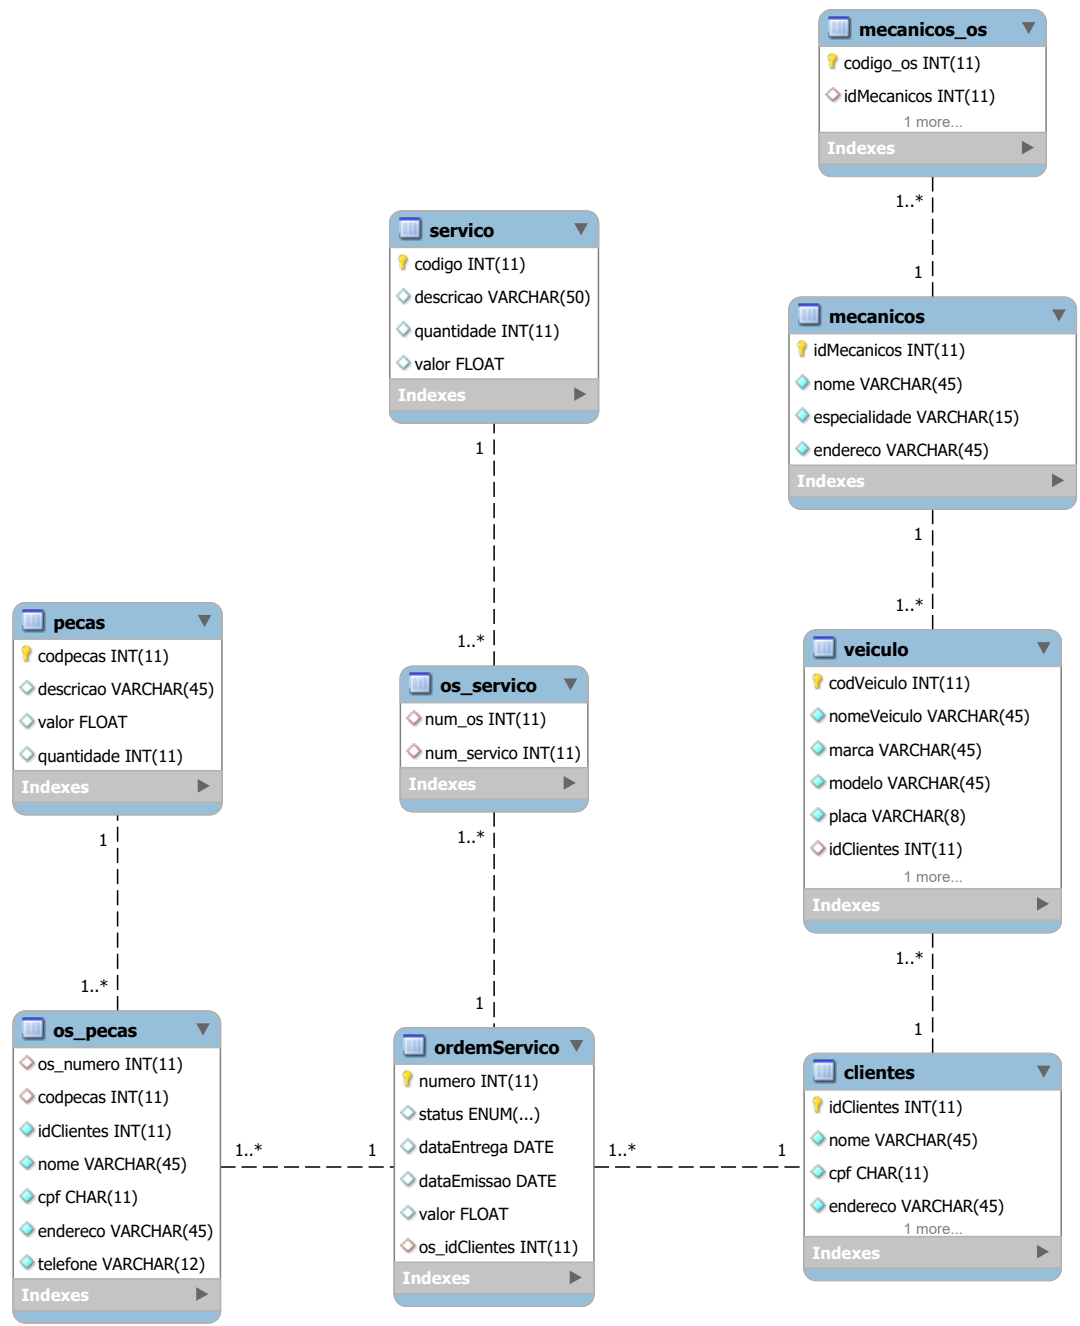 mecanicos_os
codigo_os INT(11)
idMecanicos INT(11)
1 more...
Indexes
1..*
1
servico
codigo INT(11)
descricao VARCHAR(50)
quantidade INT(11)
valor FLOAT
Indexes
1
1..*
mecanicos
idMecanicos INT(11)
nome VARCHAR(45)
especialidade VARCHAR(15)
endereco VARCHAR(45)
Indexes
1
1..*
pecas
codpecas INT(11)
descricao VARCHAR(45)
valor FLOAT
quantidade INT(11)
Indexes
1
1..*
os_servico
num_os INT(11)
num_servico INT(11)
Indexes
1..*
1
veiculo
codVeiculo INT(11)
nomeVeiculo VARCHAR(45)
marca VARCHAR(45)
modelo VARCHAR(45)
placa VARCHAR(8)
idClientes INT(11)
1 more...
Indexes
1..*
1
os_pecas
os_numero INT(11)
codpecas INT(11)
idClientes INT(11)
nome VARCHAR(45)
cpf CHAR(11)
endereco VARCHAR(45)
telefone VARCHAR(12)
Indexes
1..*
1
ordemServico
numero INT(11)
status ENUM(...)
dataEntrega DATE
dataEmissao DATE
valor FLOAT
os_idClientes INT(11)
Indexes
1..*
1
clientes
idClientes INT(11)
nome VARCHAR(45)
cpf CHAR(11)
endereco VARCHAR(45)
1 more...
Indexes